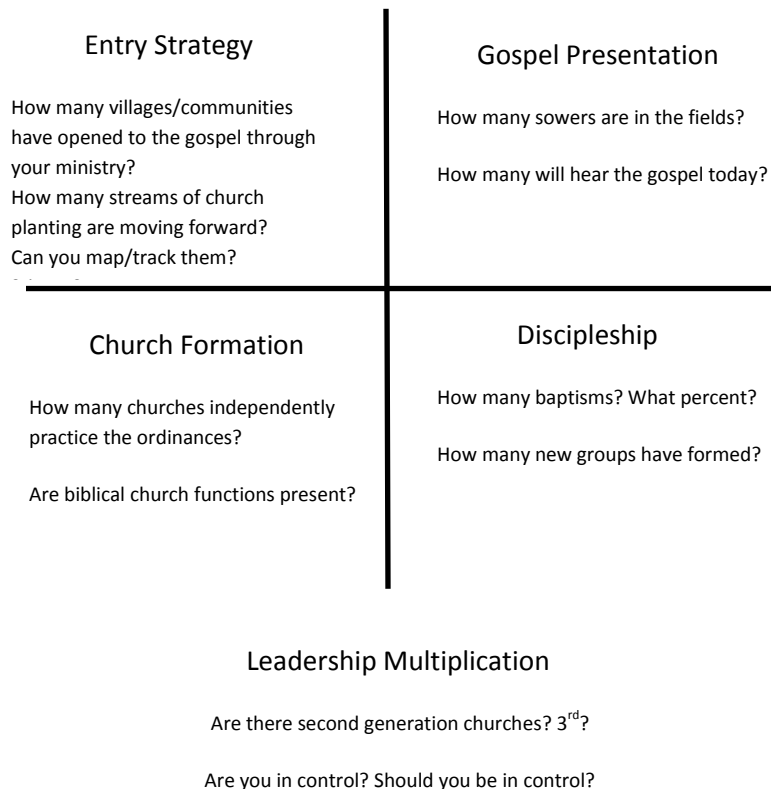 Entry Strategy
How many villages/communities
have opened to the gospel through
your ministry?
How many streams of church
planting are moving forward?
Can you map/track them?
Gospel Presentation
How many sowers are in the fields?
How many will hear the gospel today?
Church Formation
How many churches independently
practice the ordinances?
Are biblical church functions present?
Discipleship
How many baptisms? What percent?
How many new groups have formed?
Leadership Multiplication
Are there second generation churches? 3rd?
Are you in control? Should you be in control?